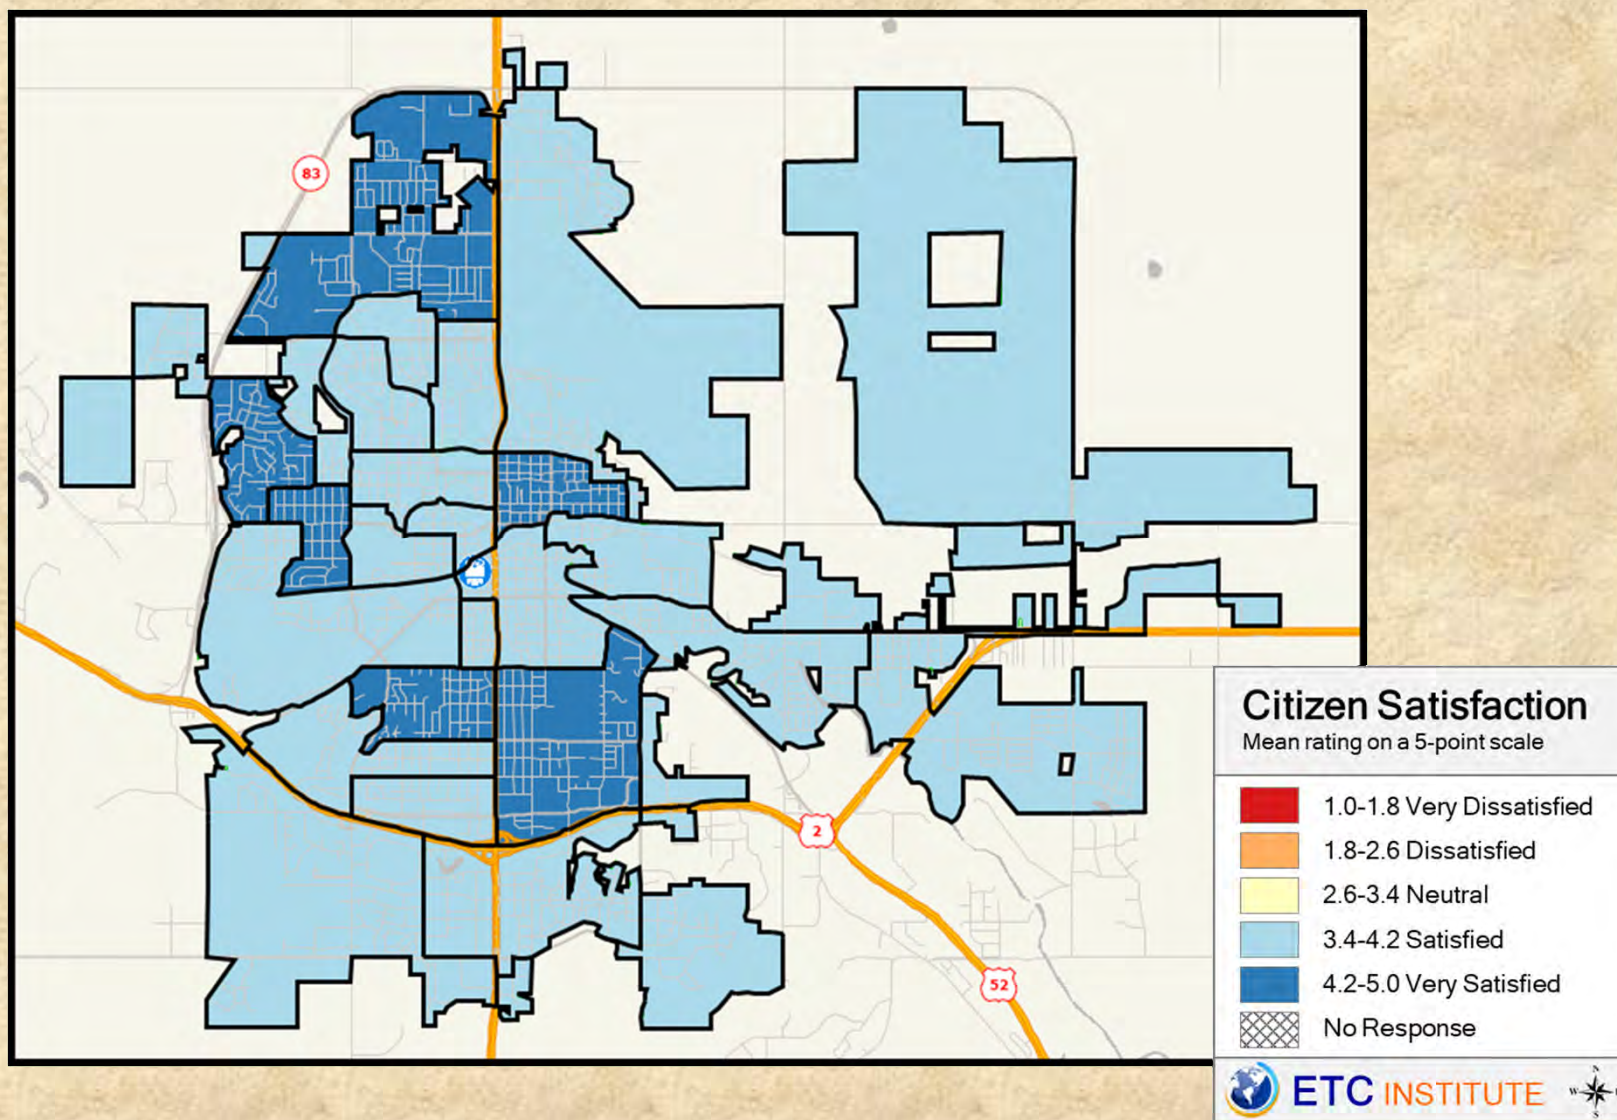 83
2
52
Citizen Satisfaction
Mean rating on a 5-point scale
1.0-1.8 Very Dissatisfied
1.8-2.6 Dissatisfied
2.6-3.4 Neutral
3.4-4.2 Satisfied
4.2-5.0 Very Satisfied
No Response
ETC INSTITUTE
N
W
S